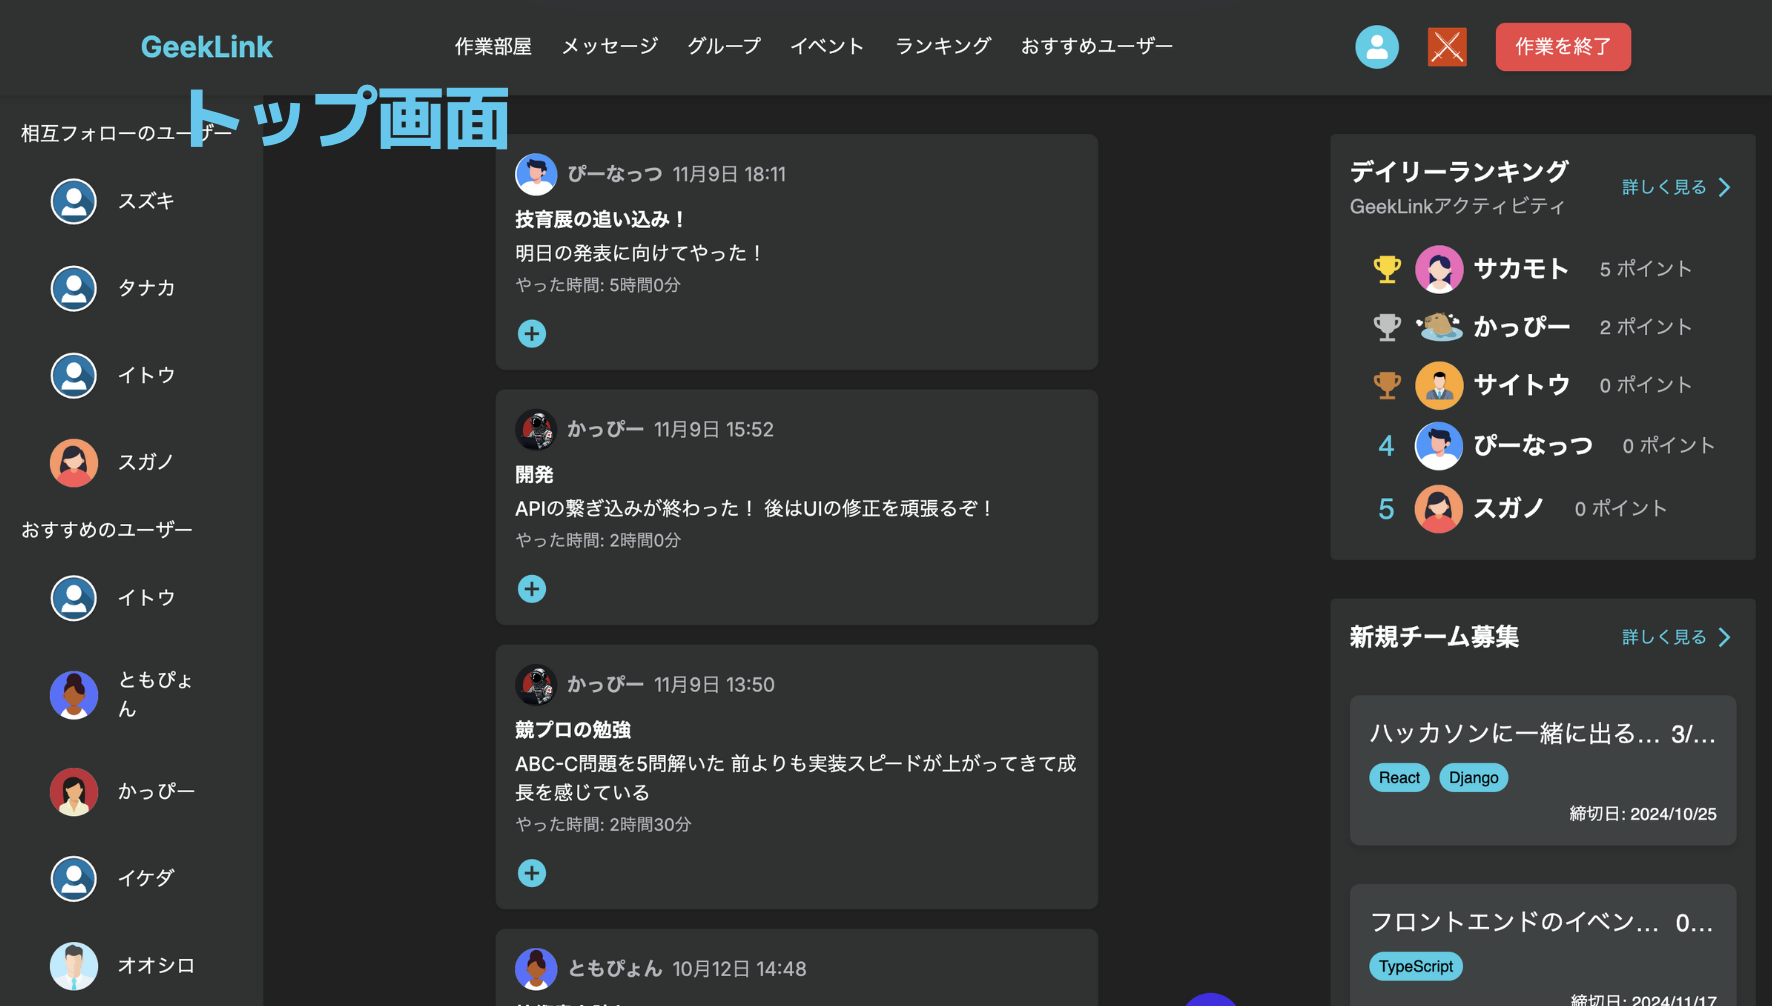 GeekLink
作業部屋 メッセージ グループ イベント ランキング おすすめユーザー
作業を終了
トップ画面
相互フォローのユーザー
スズキ
タナカ
イトウ
スガノ
おすすめのユーザー
イトウ
ともぴょ
ん
かっぴー
イケダ
オオシロ
ぴーなっつ 11月9日 18:11
技育展の追い込み！
明日の発表に向けてやった！
やった時間: 5時間0分
かっぴー 11月9日 15:52
開発
APIの繋ぎ込みが終わった！ 後はUIの修正を頑張るぞ！
やった時間: 2時間0分
かっぴー 11月9日 13:50
競プロの勉強
ABC-C問題を5問解いた 前よりも実装スピードが上がってきて成
長を感じている
やった時間: 2時間30分
ともぴょん 10月12日 14:48
デイリーランキング
GeekLinkアクティビティ
詳しく見る
サカモト 5 ポイント
かっぴー 2 ポイント
サイトウ 0 ポイント
4 ぴーなっつ 0 ポイント
5 スガノ 0 ポイント
新規チーム募集
詳しく見る
ハッカソンに一緒に出る... 3/...
React Django
締切日: 2024/10/25
フロントエンドのイベン... 0...
TypeScript
締切日: 2024/11/17